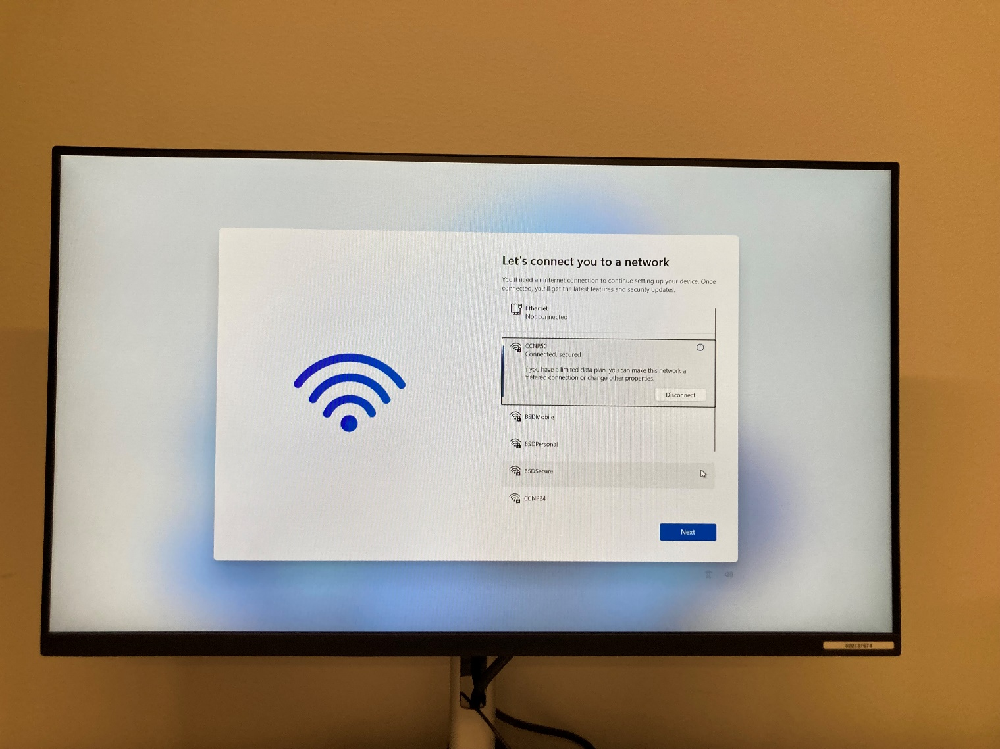 Let's connect you to a network
You'll need an internet connection to continue setting up your device. Once
connected, you'll get the latest features and security updates.
Ethernet
Not connected
CCNP50
Connected, secured
If you have a limited data plan, you can make this network a
metered connection or change other properties.
Disconnect
BSDMobile
BSDPersonal
BSDSecure
CCNP24
Next